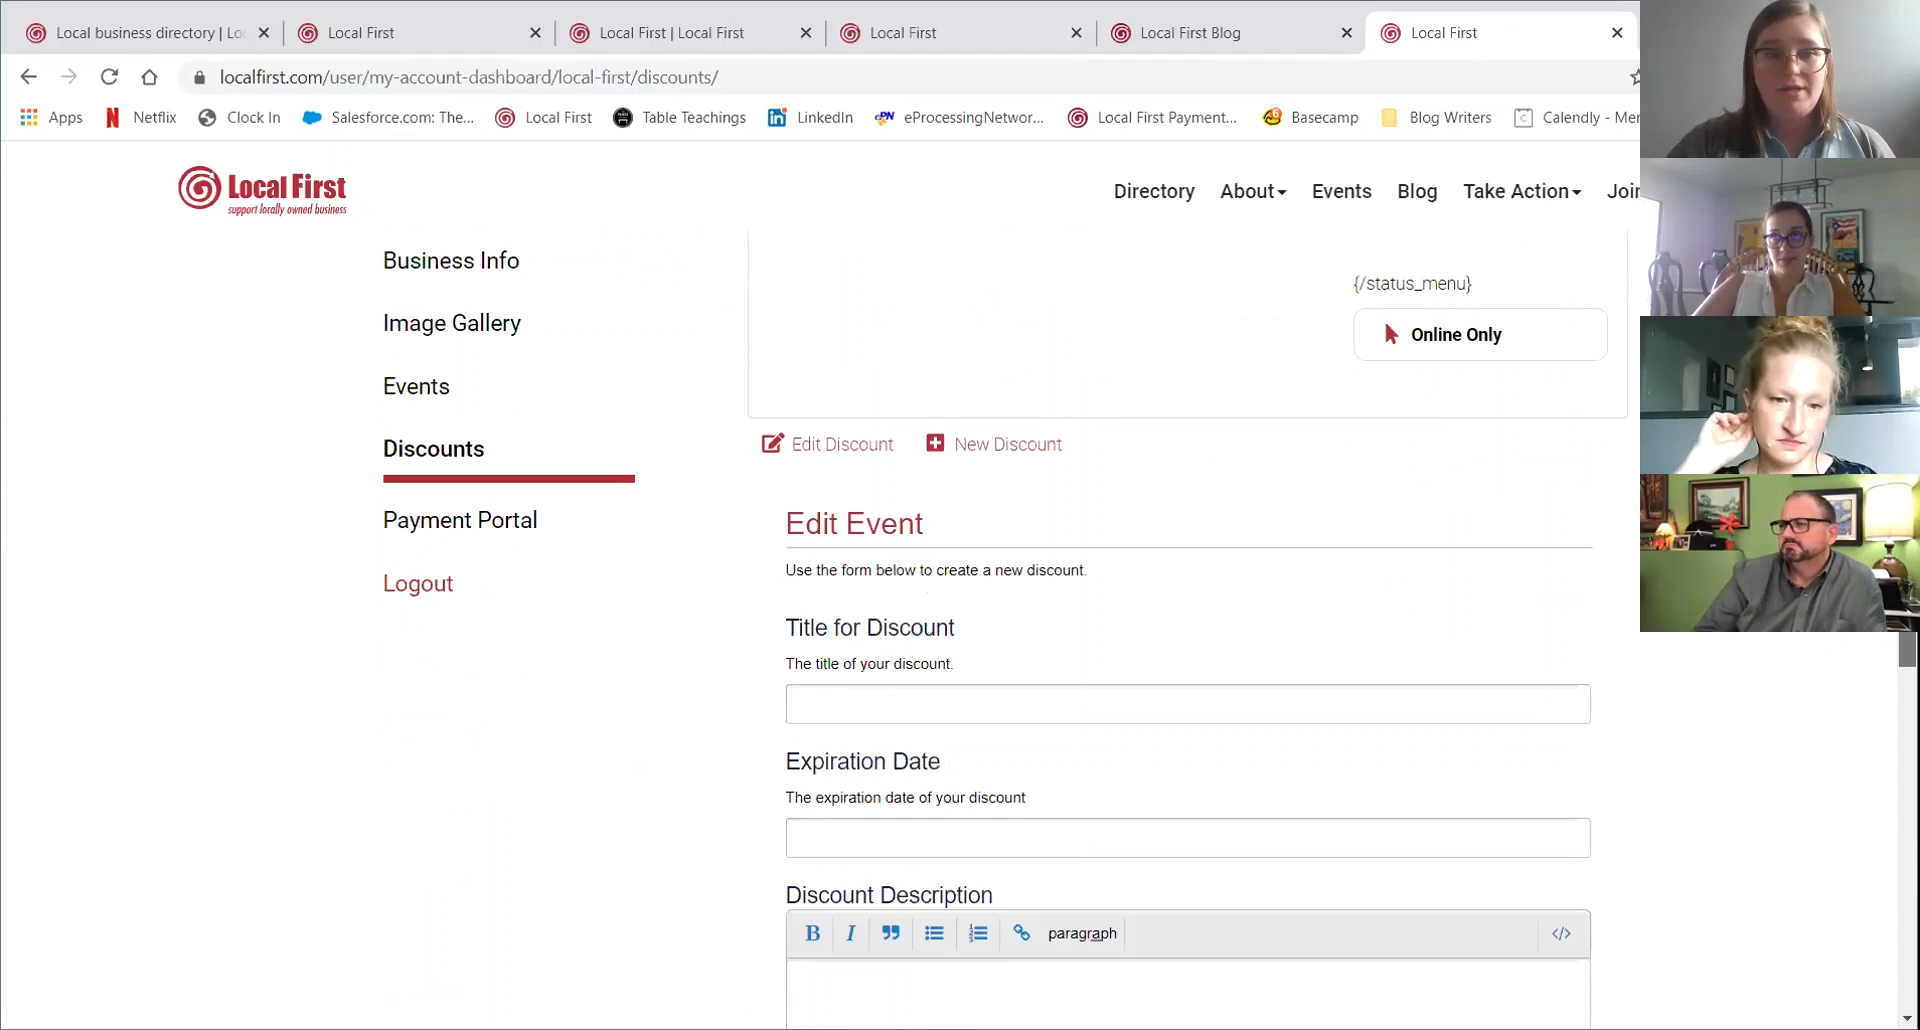 Local business directory | Lo
Local First
Local First | Local First
Local First
Local First Blog
Local First
localfirst.com/user/my-account-dashboard/local-first/discounts/
Apps
Netflix
Clock In
Salesforce.com: The...
Local First
Table Teachings
LinkedIn
eProcessingNetwor...
Local First Payment...
Basecamp
Blog Writers
Calendly - Mer
Local First
support locally owned business
Directory
About
Events
Blog
Take Action
Join
Business Info
Image Gallery
Events
Discounts
Payment Portal
Logout
{/status_menu}
Online Only
Edit Discount
New Discount
Edit Event
Use the form below to create a new discount.
Title for Discount
The title of your discount.
Expiration Date
The expiration date of your discount
Discount Description
B I paragraph </>